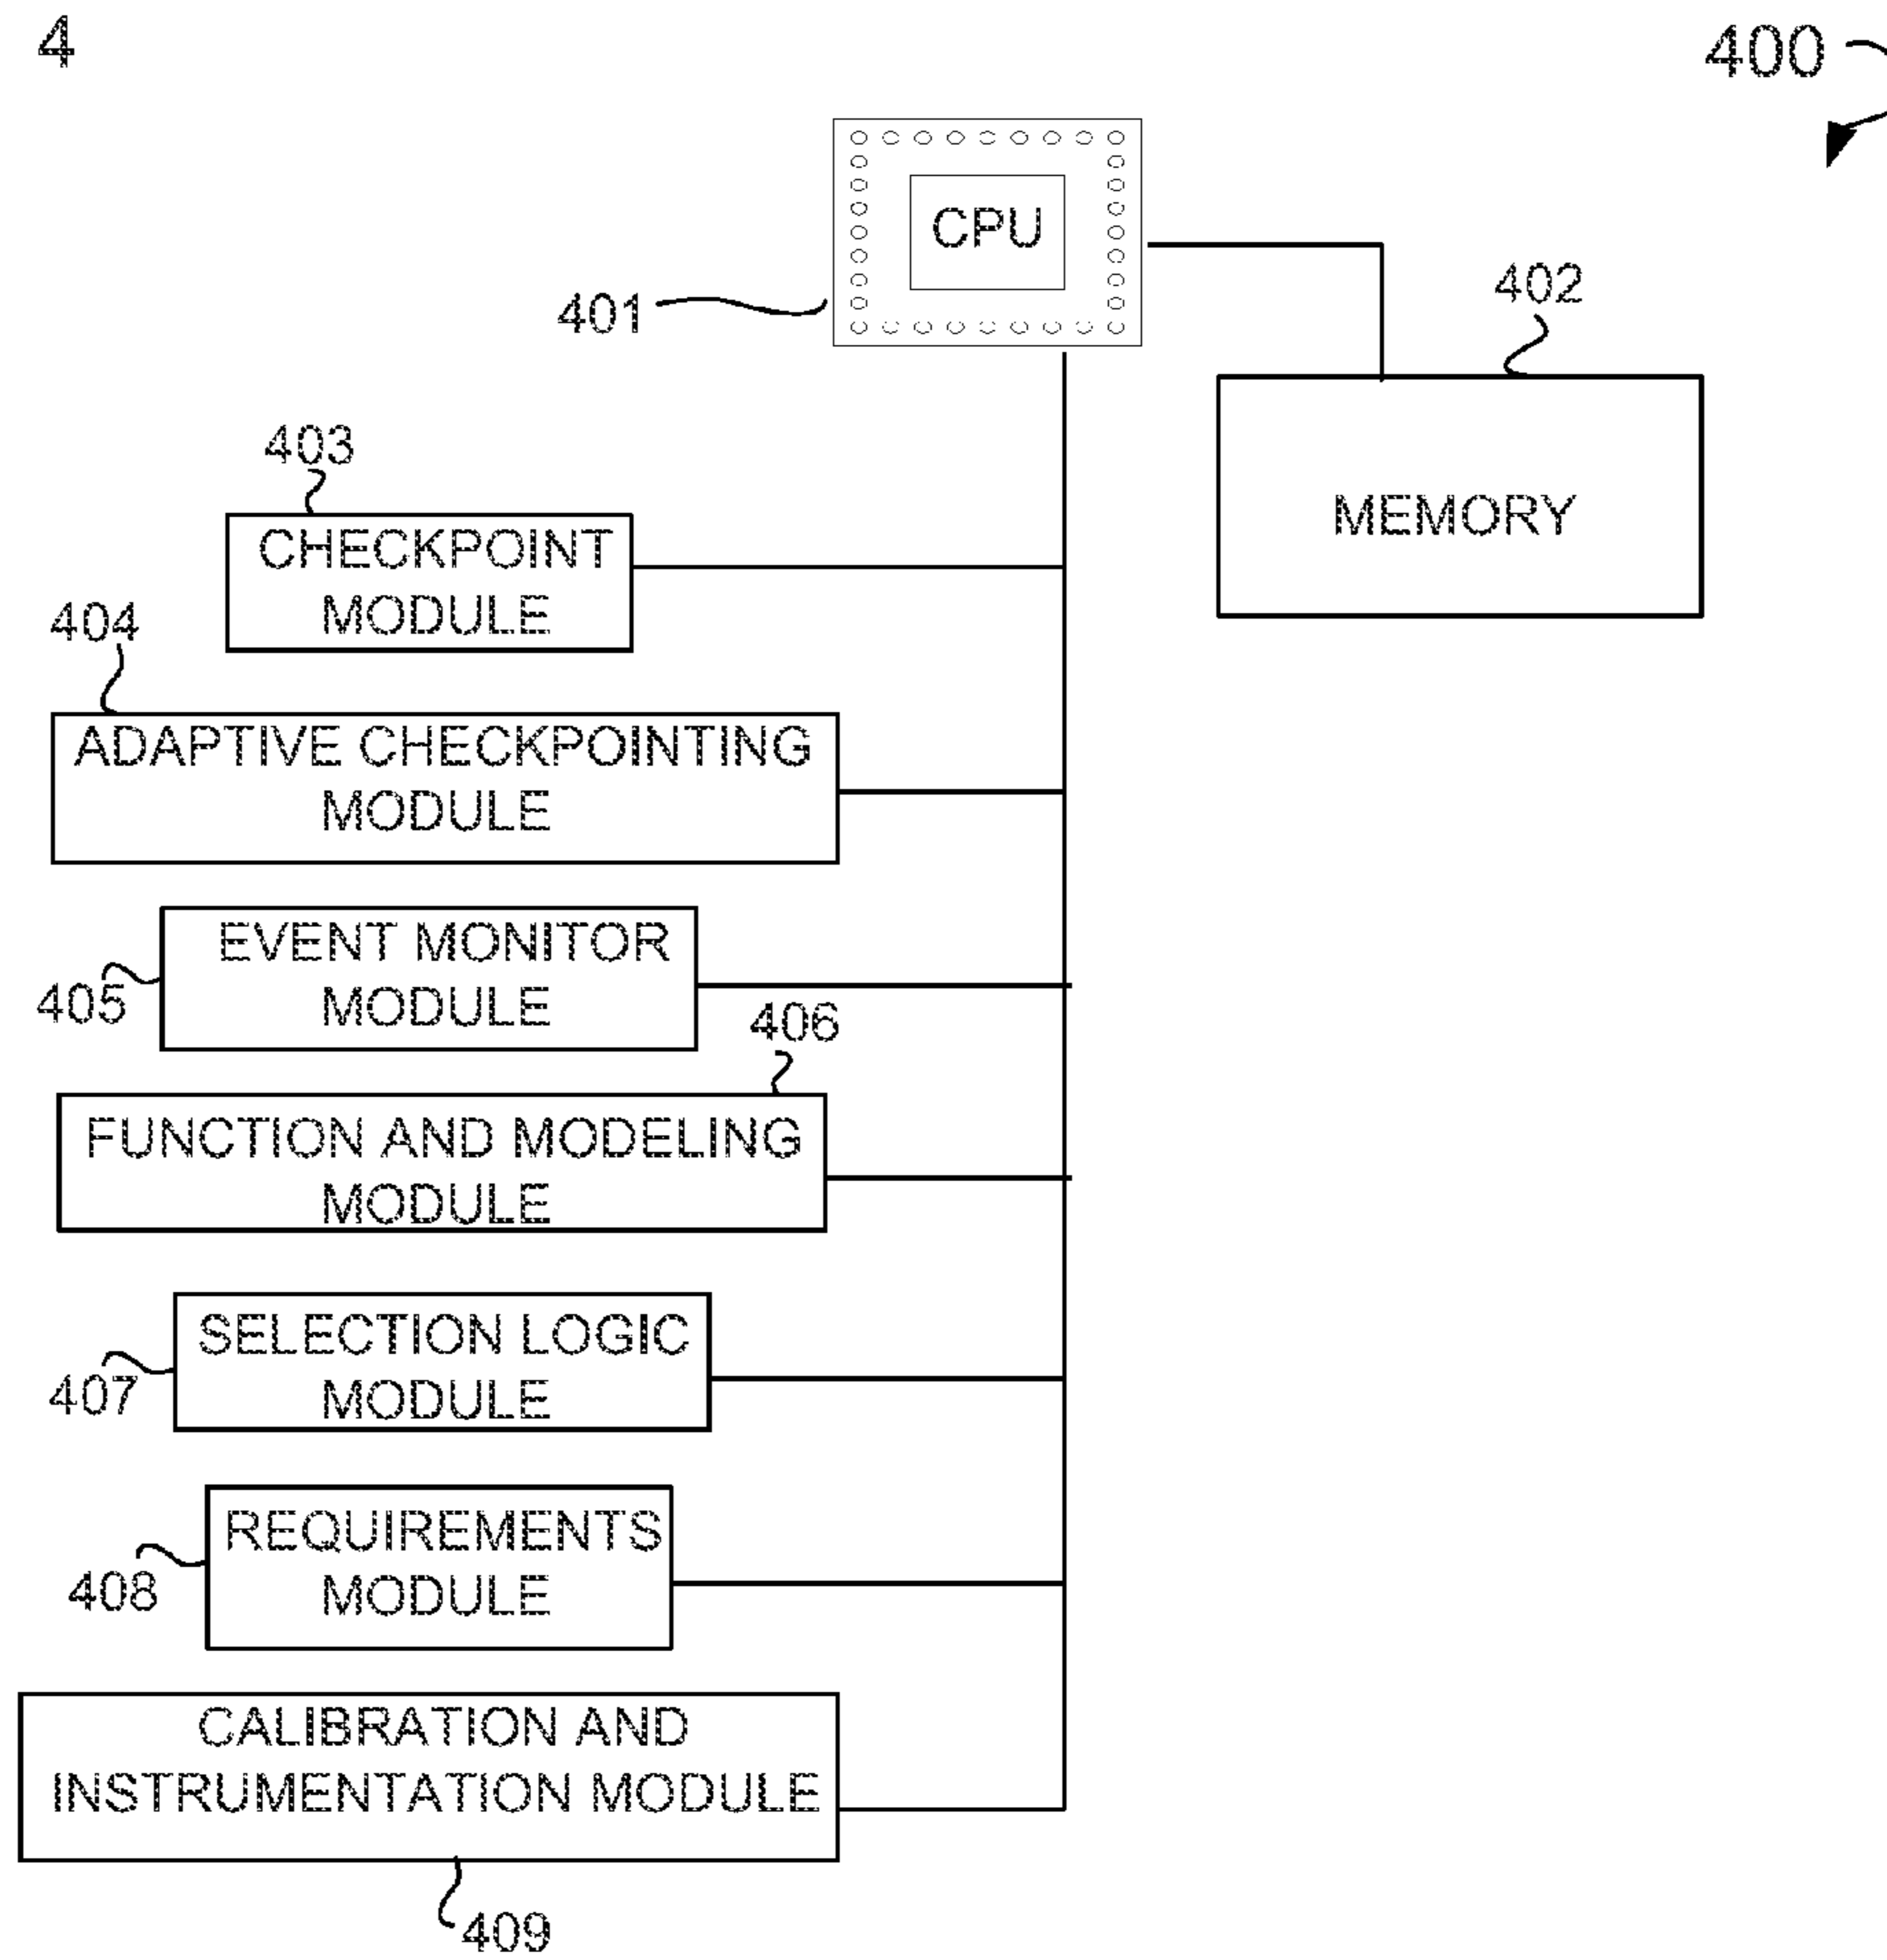 4
400
CPU
401
402
MEMORY
403
CHECKPOINT
MODULE
404
ADAPTIVE CHECKPOINTING
MODULE
EVENT MONITOR
MODULE
405
406
FUNCTION AND MODELING
MODULE
SELECTION LOGIC
MODULE
407
REQUIREMENTS
MODULE
408
CALIBRATION AND
INSTRUMENTATION MODULE
409